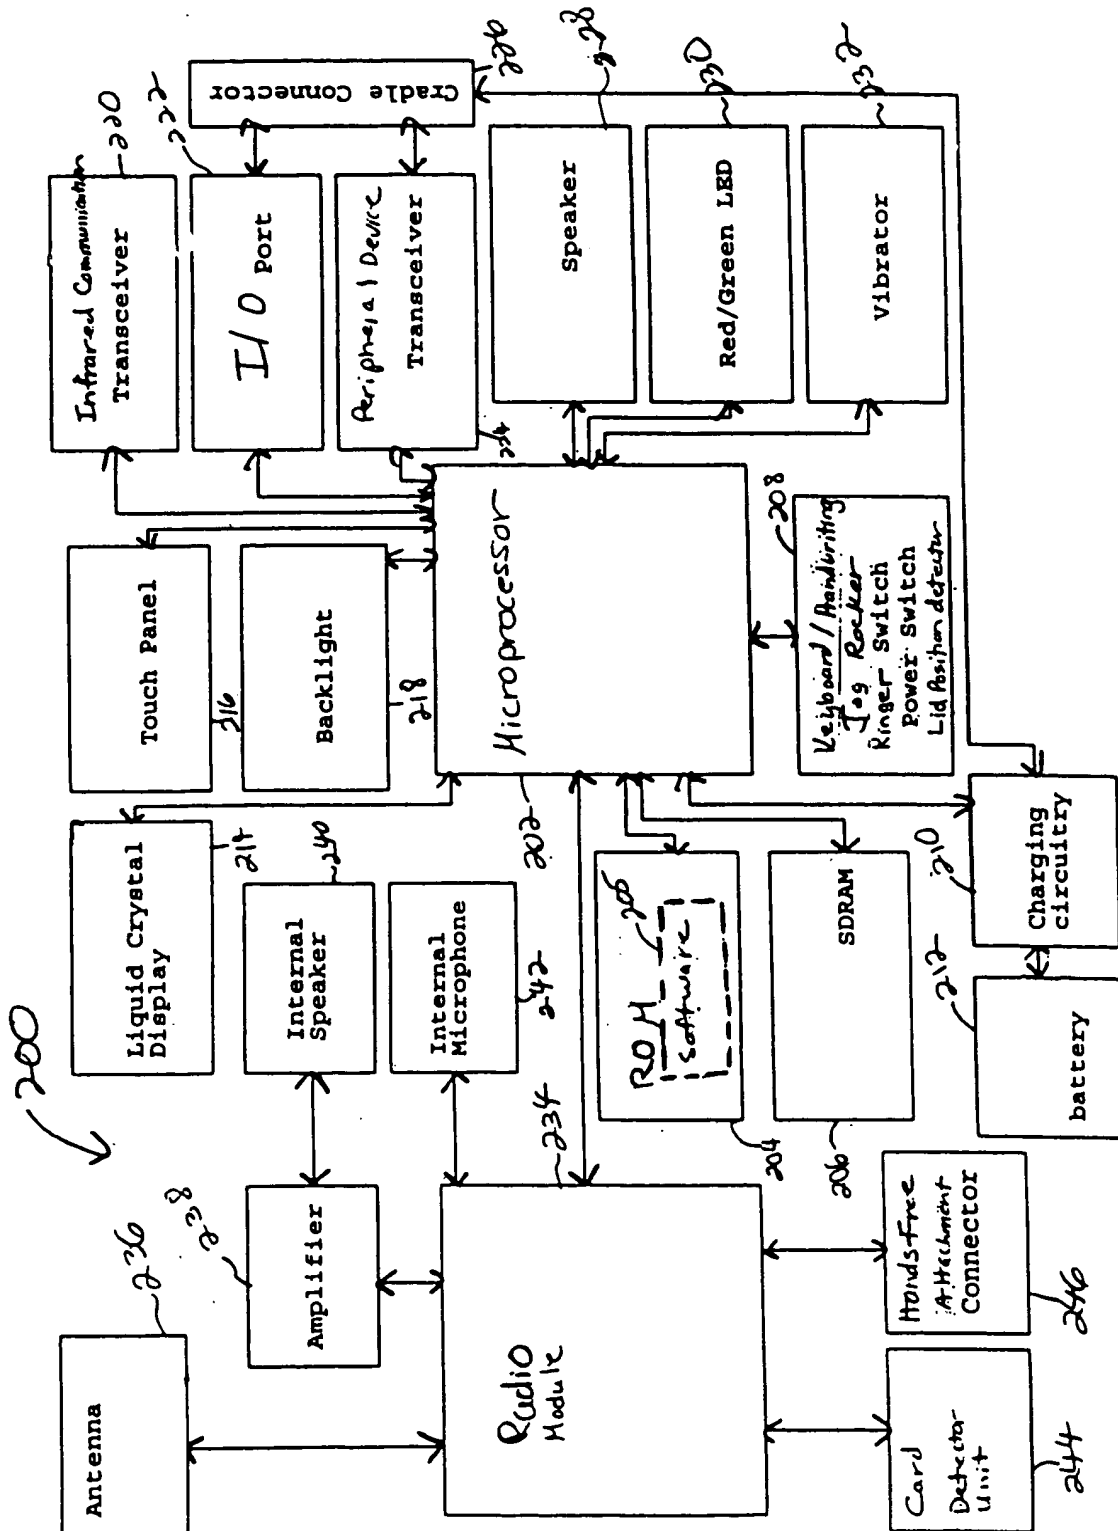 200
Antenna
236
Amplifier
238
Radio
Module
234
Card
Detector
Unit
244
Hands Free
Attachment
Connector
246
Liquid Crystal
Display
214
Internal
Speaker
240
Internal
Microphone
242
ROM
software
205
204
SDRAM
206
battery
212
Charging
circuitry
210
Touch Panel
216
Backlight
218
Microprocessor
202
Keyboard/Handwriting
Jog Rocker
Ringer Switch
Power Switch
Lid Position detector
208
Infrared Communication
Transceiver
220
I/O Port
222
Peripheral Device
Transceiver
224
Cradle Connector
226
Speaker
228
Red/Green LED
230
Vibrator
232